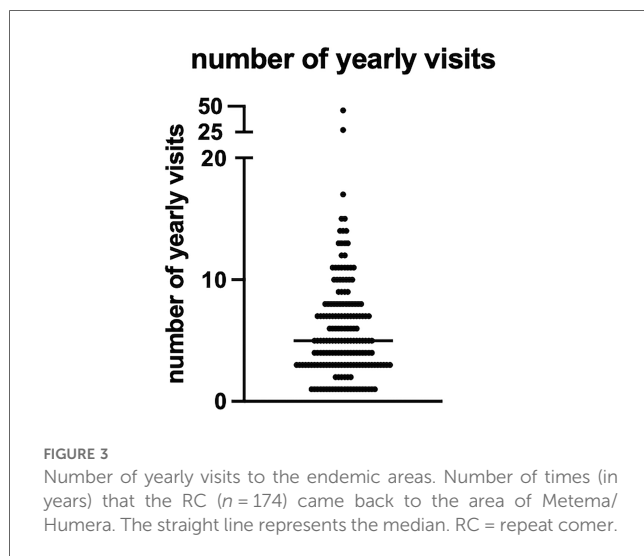 number of yearly visits
number of yearly visits
50
25
20
10
0
FIGURE 3
Number of yearly visits to the endemic areas. Number of times (in
years) that the RC (n = 174) came back to the area of Metema/
Humera. The straight line represents the median. RC = repeat comer.